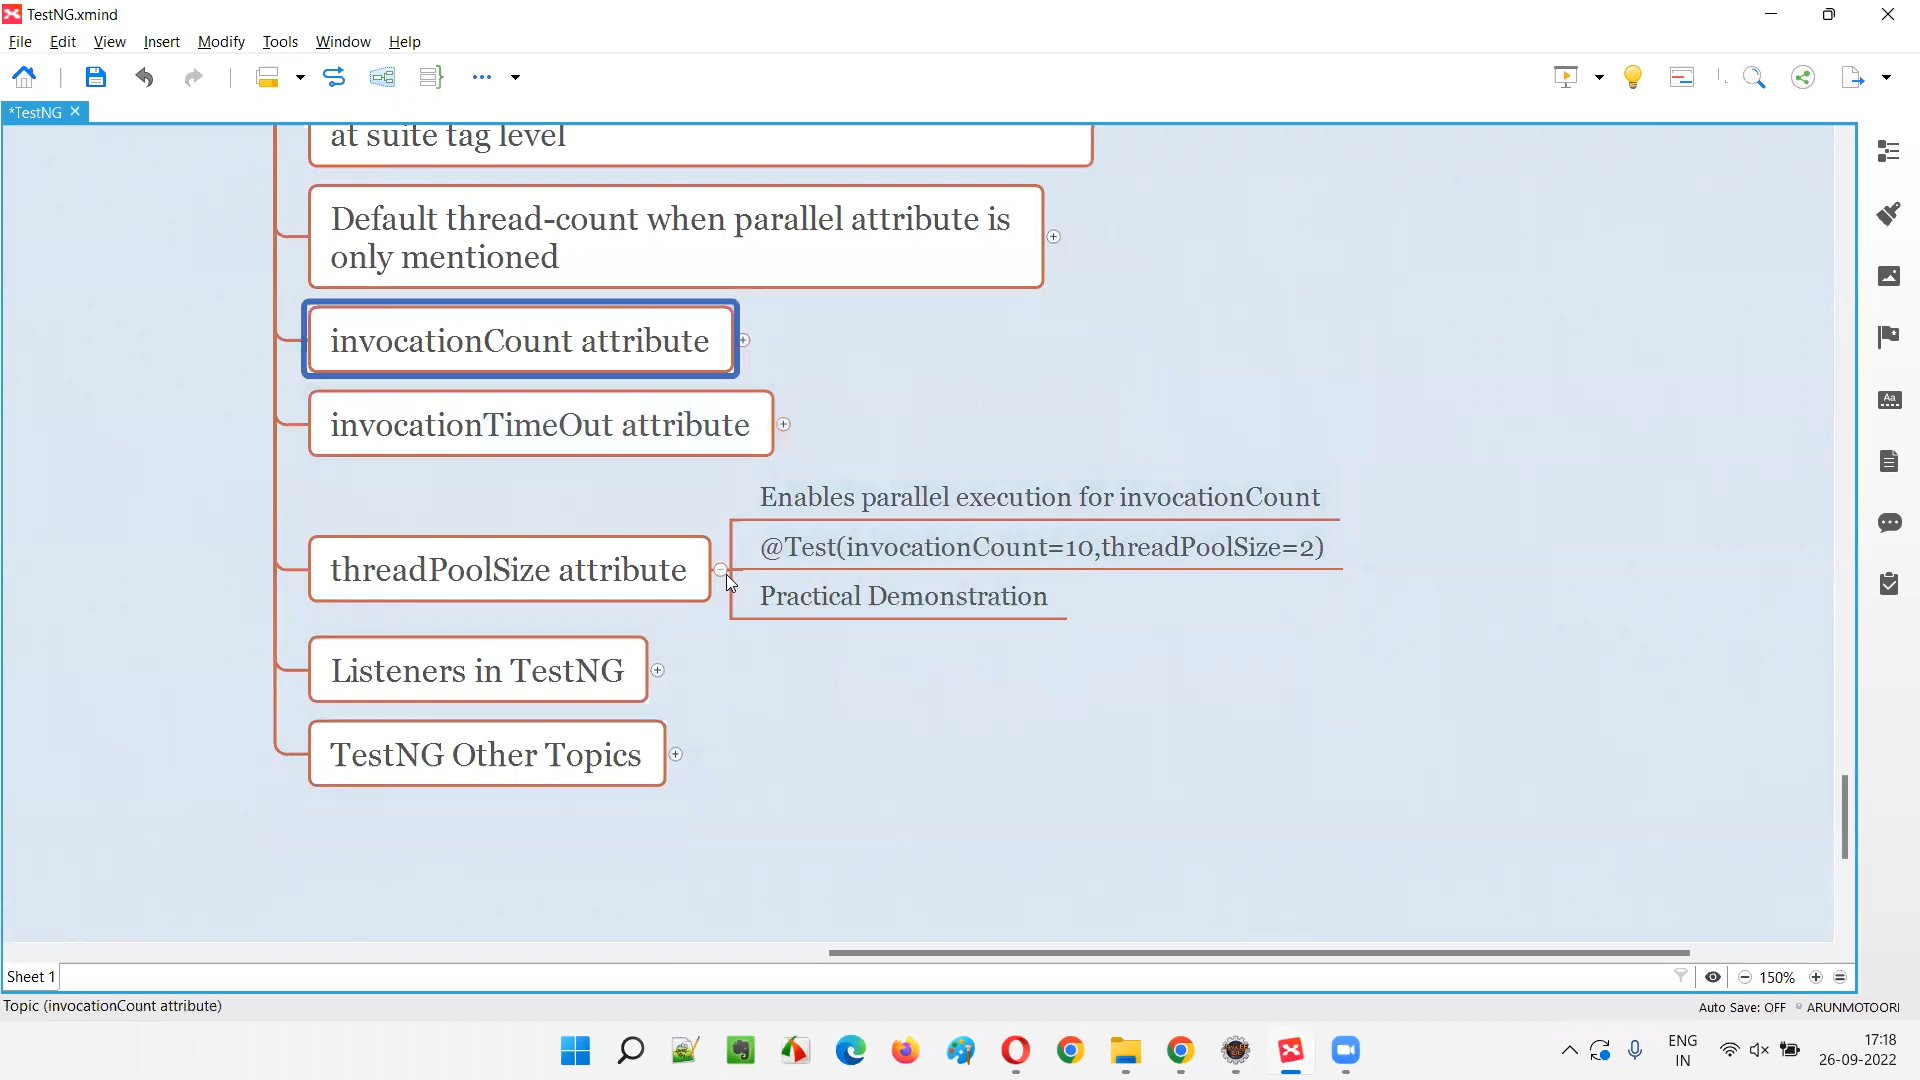 TestNG.xmind
File Edit View Insert Modify Tools Window Help
*TestNG
at suite tag level
Default thread-count when parallel attribute is
only mentioned
invocationCount attribute
invocationTimeOut attribute
Enables parallel execution for invocationCount
@Test(invocationCount=10,threadPoolSize=2)
threadPoolSize attribute
Practical Demonstration
Listeners in TestNG
TestNG Other Topics
Sheet 1
150%
Topic (invocationCount attribute)
Auto Save: OFF
ARUNMOTOORI
ENG
IN
17:18
26-09-2022